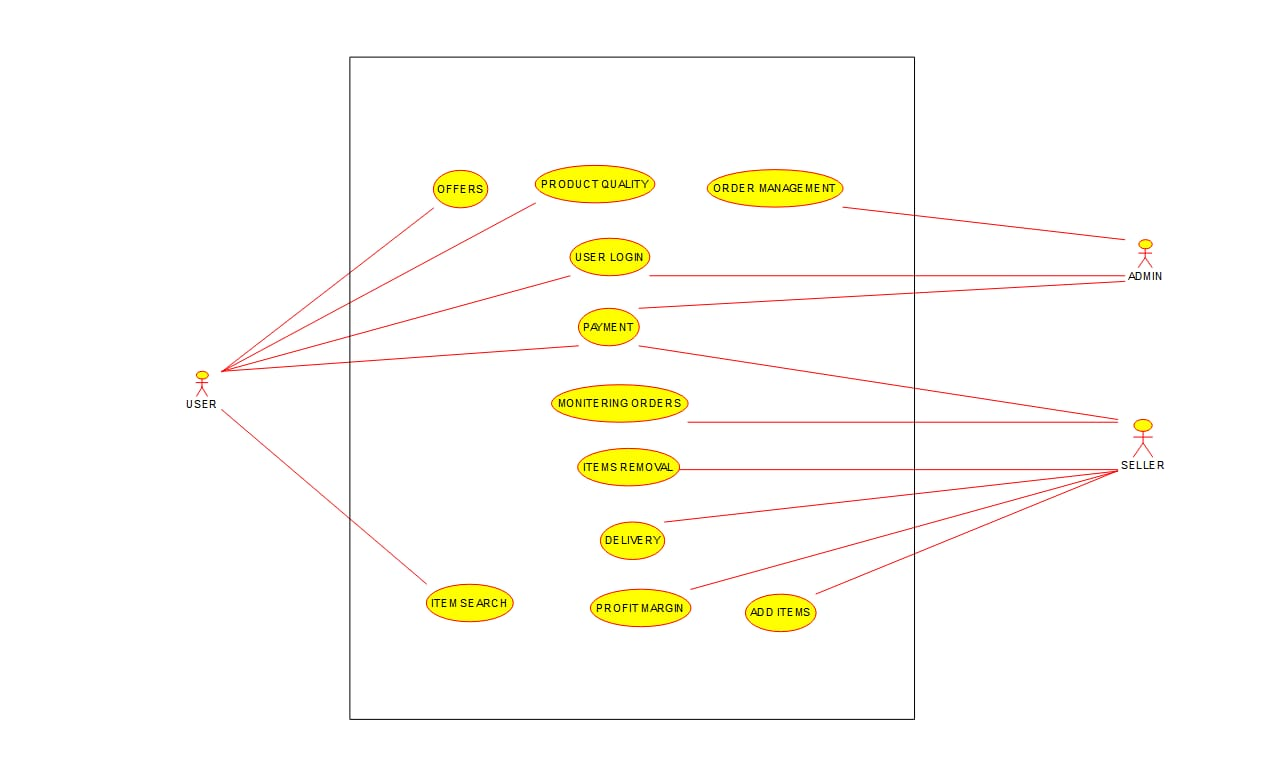 OFFERS
PRODUCT QUALITY
ORDER MANAGEMENT
USER LOGIN
ADMIN
PAYMENT
USER
MONITERING ORDERS
ITEMS REMOVAL
SELLER
DELIVERY
ITEM SEARCH
PROFIT MARGIN
ADD ITEMS